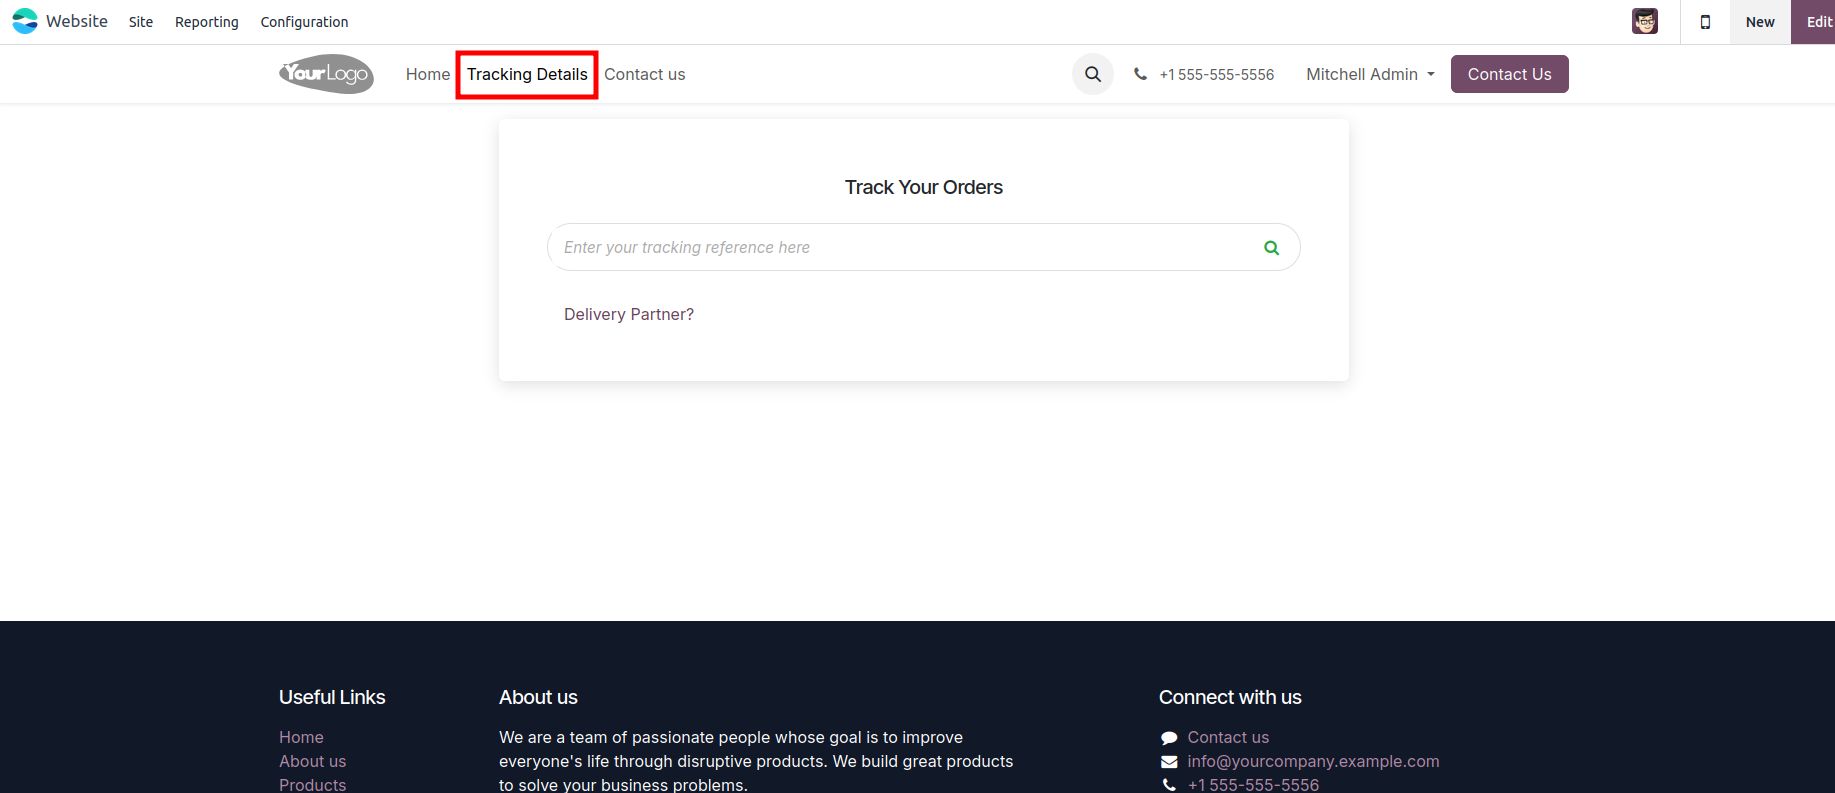 Website Site Reporting Configuration New Edit
YourLogo Home Tracking Details Contact us +1 555-555-5556 Mitchell Admin Contact Us
Track Your Orders
Enter your tracking reference here
Delivery Partner?
Useful Links
Home
About us
Products
About us
We are a team of passionate people whose goal is to improve
everyone's life through disruptive products. We build great products
to solve your business problems.
Connect with us
Contact us
info@yourcompany.example.com
+1 555-555-5556